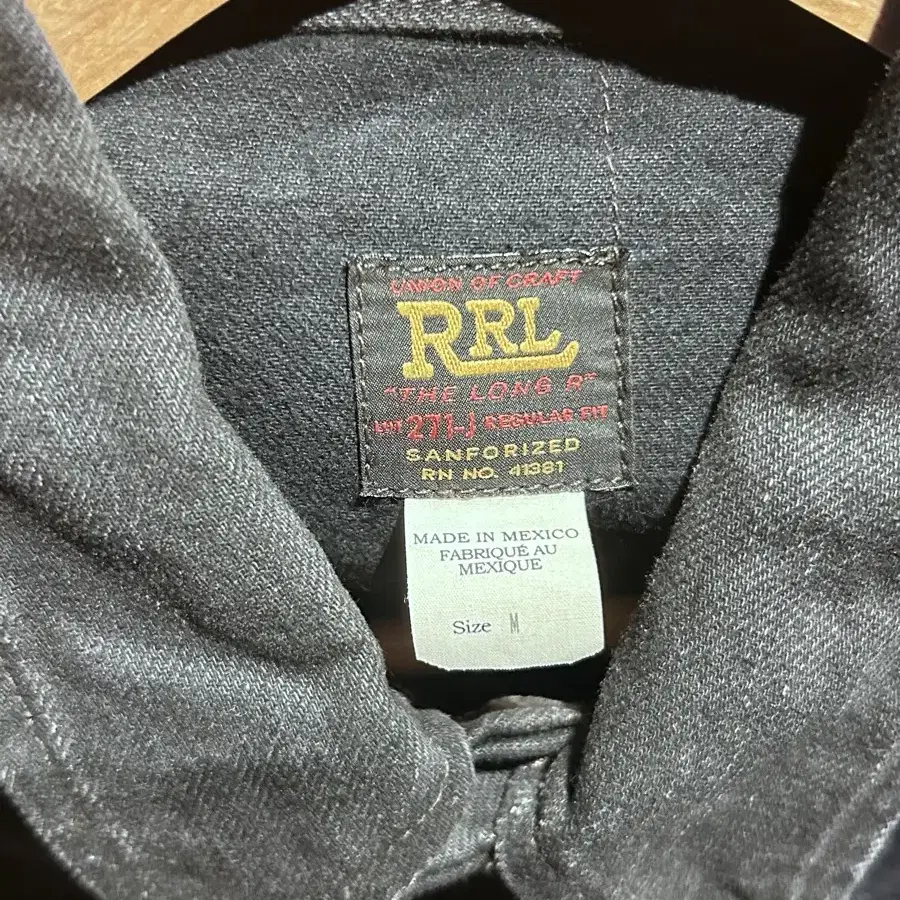 UNION OF CRAFT
RRL
"THE LONG R"
LOT 271-J REGULAR FIT
SANFORIZED
RN NO. 41381
MADE IN MEXICO
FABRIQUÉ AU
MEXIQUE
Size M